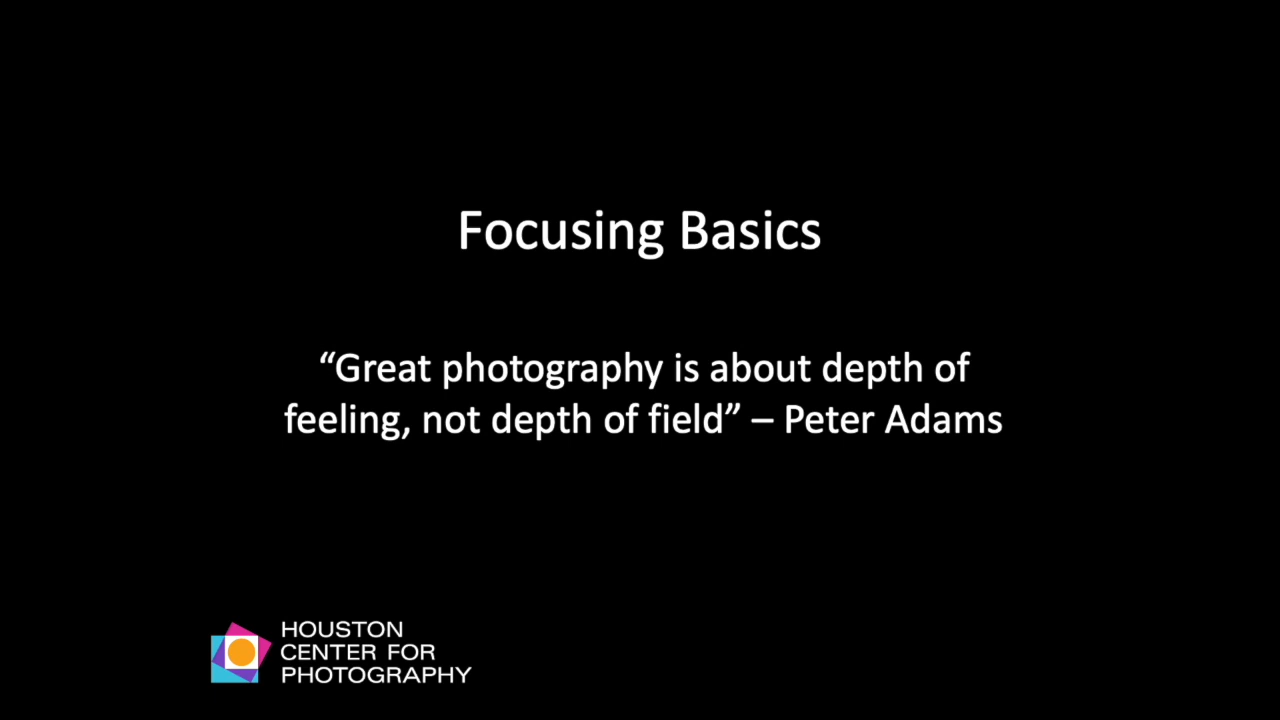 Focusing Basics
“Great photography is about depth of
feeling, not depth of field” – Peter Adams
HOUSTON
CENTER FOR
PHOTOGRAPHY